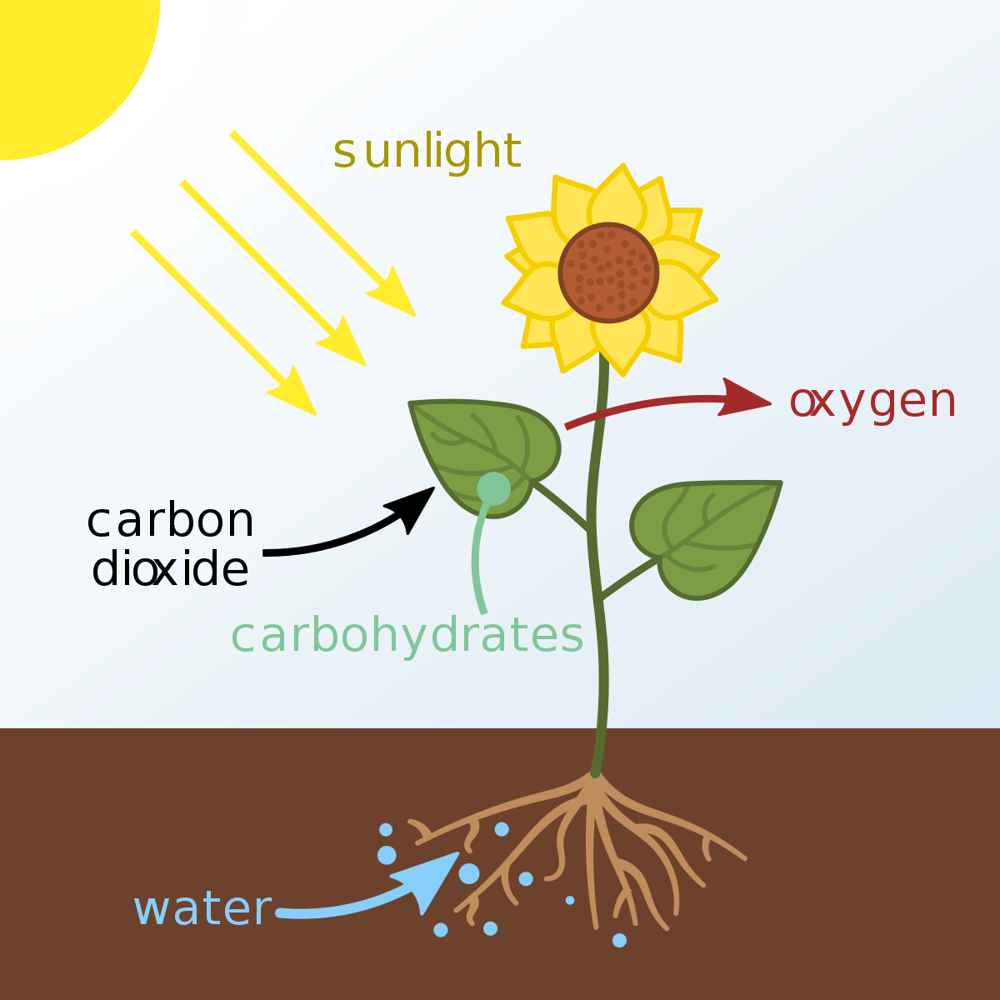 sunlight
oxygen
carbon
dioxide
carbohydrates
water